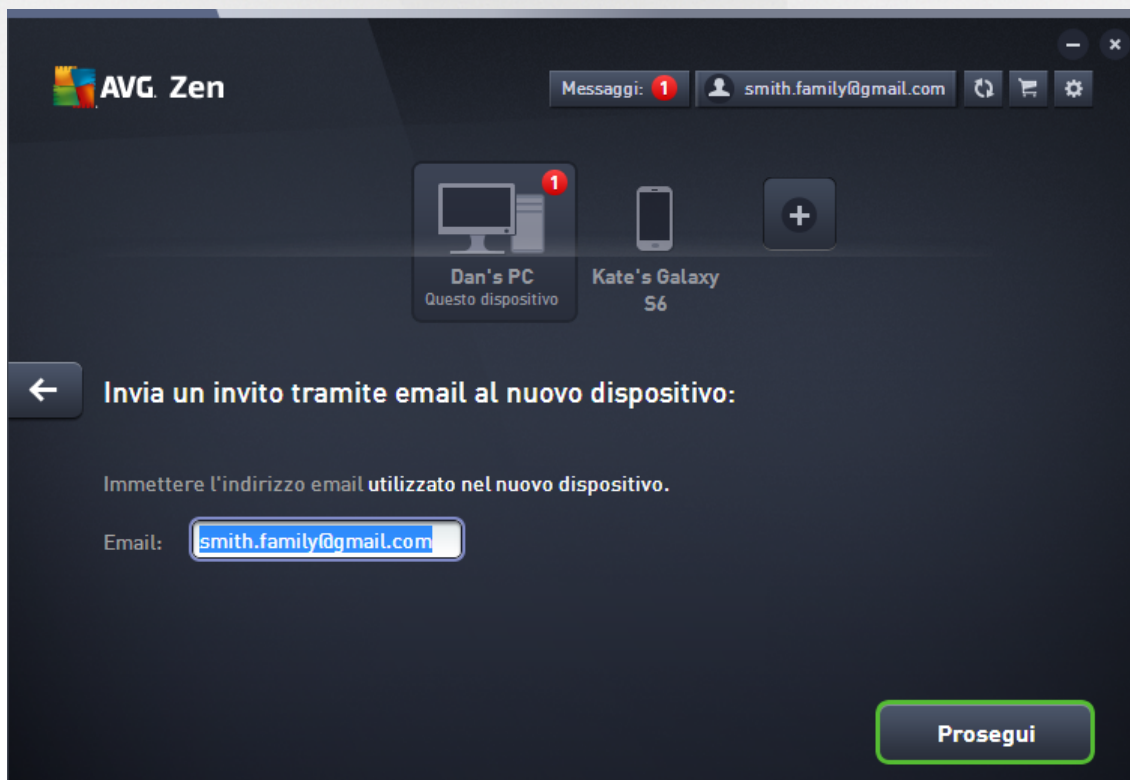 AVG. Zen
Messaggi: 1
smith.family@gmail.com
1
Dan's PC
Questo dispositivo
Kate's Galaxy
S6
Invia un invito tramite email al nuovo dispositivo:
Immettere l'indirizzo email utilizzato nel nuovo dispositivo.
Email: smith.family@gmail.com
Prosegui